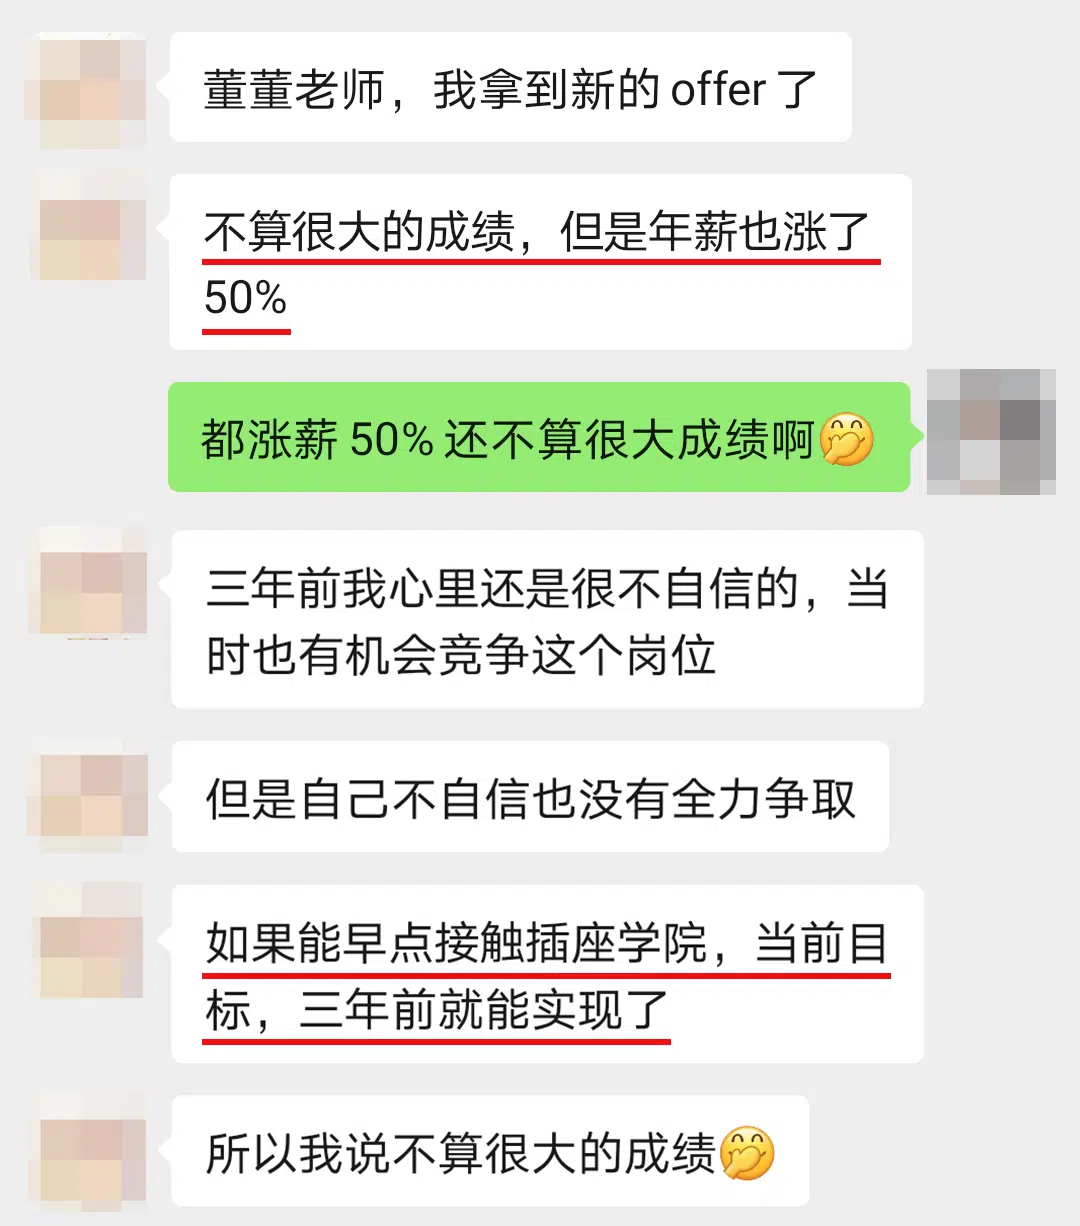 董董老师，我拿到新的 offer 了
不算很大的成绩，但是年薪也涨了
50%
都涨薪 50% 还不算很大成绩啊🤭
三年前我心里还是很不自信的，当
时也有机会竞争这个岗位
但是自己不自信也没有全力争取
如果能早点接触插座学院，当前目
标，三年前就能实现了
所以我说不算很大的成绩🤭